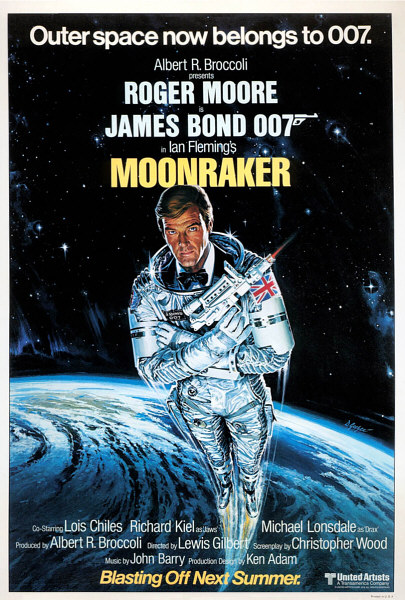 Outer space now belongs to 007.
Albert R. Broccoli
presents
ROGER MOORE
is
JAMES BOND 007
in
Ian Fleming's
MOONRAKER
007
Co-Starring Lois Chiles Richard Kiel as 'Jaws' Michael Lonsdale as 'Drax'
Produced by Albert R. Broccoli Directed by Lewis Gilbert Screenplay by Christopher Wood
Music by John Barry Production Design by Ken Adam
Blasting Off Next Summer.
United Artists
A Transamerica Company